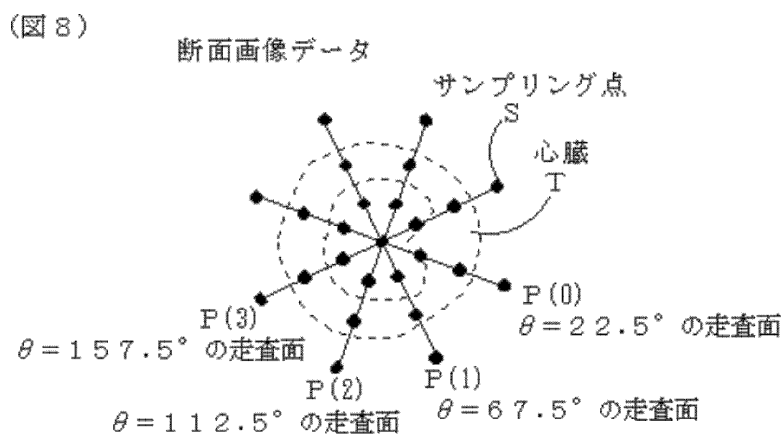 (図８)
断面画像データ
サンプリング点
S
心臓
T
P(0)
θ＝２２.５° の走査面
P(3)
θ＝１５７.５° の走査面
P(1)
θ＝６７.５° の走査面
P(2)
θ＝１１２.５° の走査面